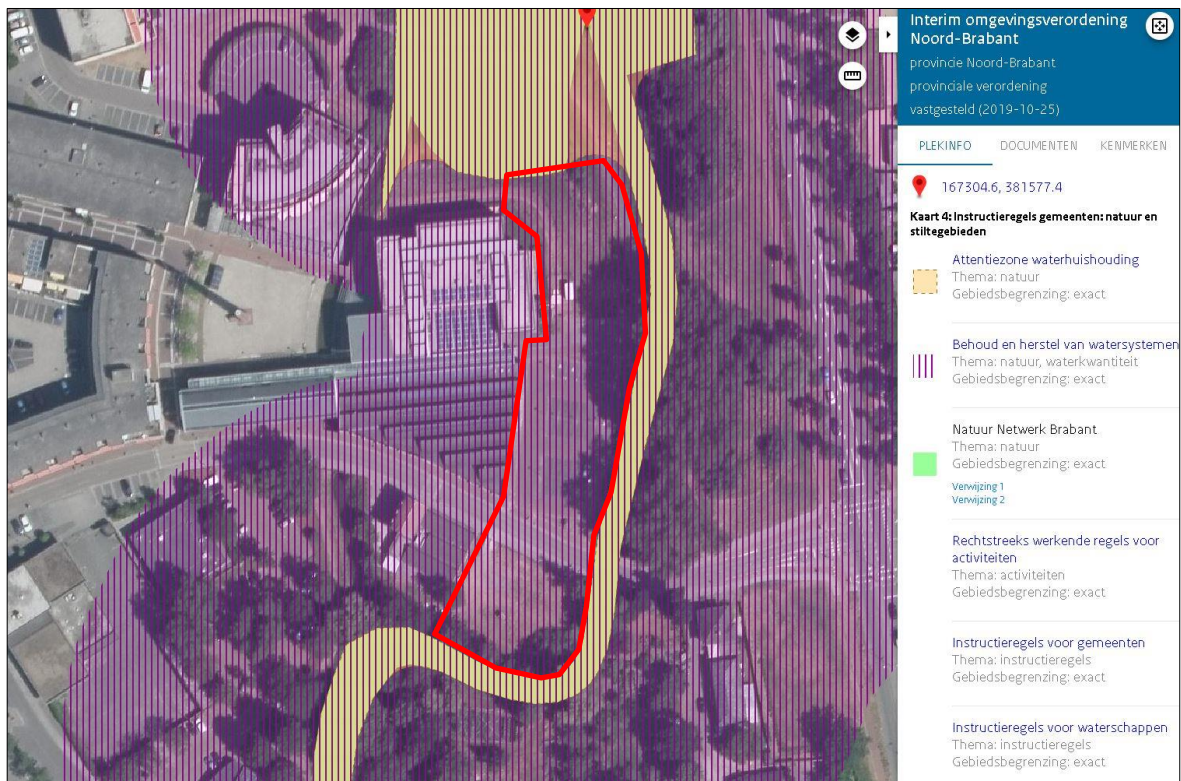 Interim omgevingsverordening
Noord-Brabant
provincie Noord-Brabant
provinciale verordening
vastgesteld (2019-10-25)
PLEKINFO DOCUMENTEN KENMERKEN
167304.6, 381577.4
Kaart 4: Instructieregels gemeenten: natuur en
stiltegebieden
Attentiezone waterhuishouding
Thema: natuur
Gebiedsbegrenzing: exact
Behoud en herstel van watersystemen
Thema: natuur, waterkwantiteit
Gebiedsbegrenzing: exact
Natuur Netwerk Brabant
Thema: natuur
Gebiedsbegrenzing: exact
Verwijzing 1
Verwijzing 2
Rechtstreeks werkende regels voor
activiteiten
Thema: activiteiten
Gebiedsbegrenzing: exact
Instructieregels voor gemeenten
Thema: instructieregels
Gebiedsbegrenzing: exact
Instructieregels voor waterschappen
Thema: instructieregels
Gebiedsbegrenzing: exact